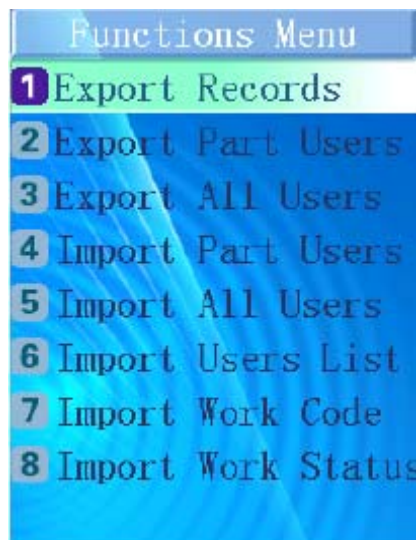 Functions Menu
1 Export Records
2 Export Part Users
3 Export All Users
4 Import Part Users
5 Import All Users
6 Import Users List
7 Import Work Code
8 Import Work Status